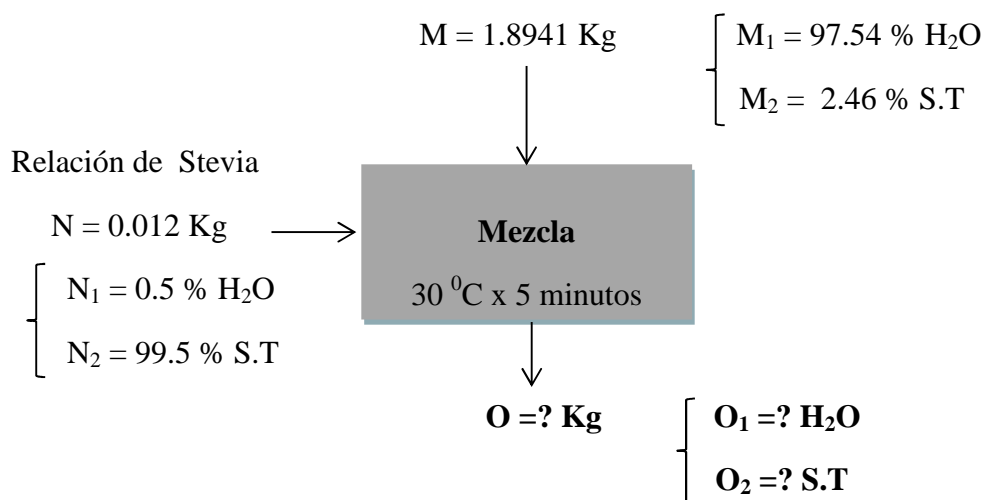 M = 1.8941 Kg
M₁ = 97.54 % H₂O
M₂ = 2.46 % S.T
Relación de Stevia
N = 0.012 Kg
N₁ = 0.5 % H₂O
N₂ = 99.5 % S.T
Mezcla
30 ⁰C x 5 minutos
O =? Kg
O₁ =? H₂O
O₂ =? S.T